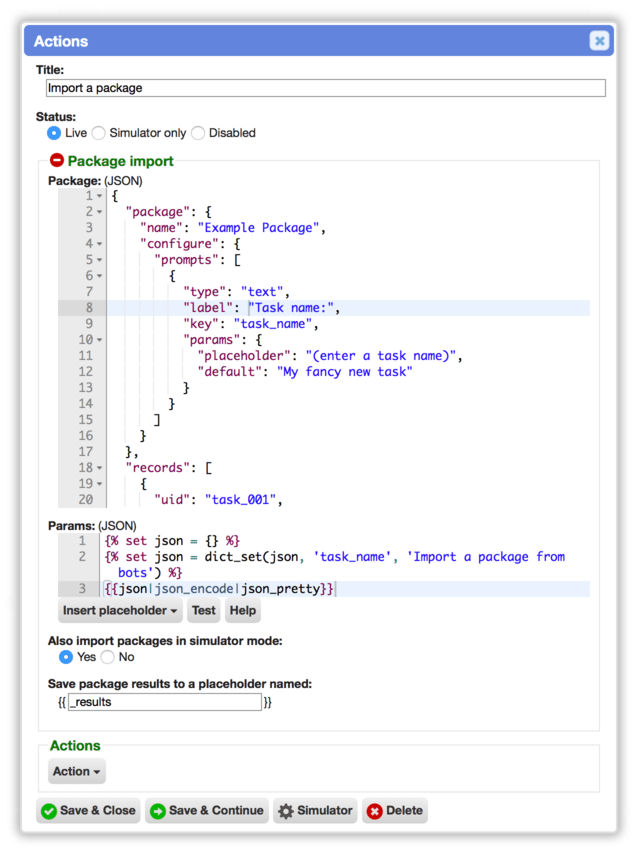 Actions
Title:
Import a package
Status:
Live Simulator only Disabled
Package import
Package: (JSON)
1 {
2 "package": {
3 "name": "Example Package",
4 "configure": {
5 "prompts": [
6 {
7 "type": "text",
8 "label": "Task name:",
9 "key": "task_name",
10 "params": {
11 "placeholder": "(enter a task name)",
12 "default": "My fancy new task"
13 }
14 }
15 ]
16 }
17 },
18 "records": [
19 {
20 "uid": "task_001",
Params: (JSON)
1 {% set json = {} %}
2 {% set json = dict_set(json, 'task_name', 'Import a package from
bots') %}
3 {{json|json_encode|json_pretty}}
Insert placeholder Test Help
Also import packages in simulator mode:
Yes No
Save package results to a placeholder named:
{{ _results }}
Actions
Action
Save & Close Save & Continue Simulator Delete